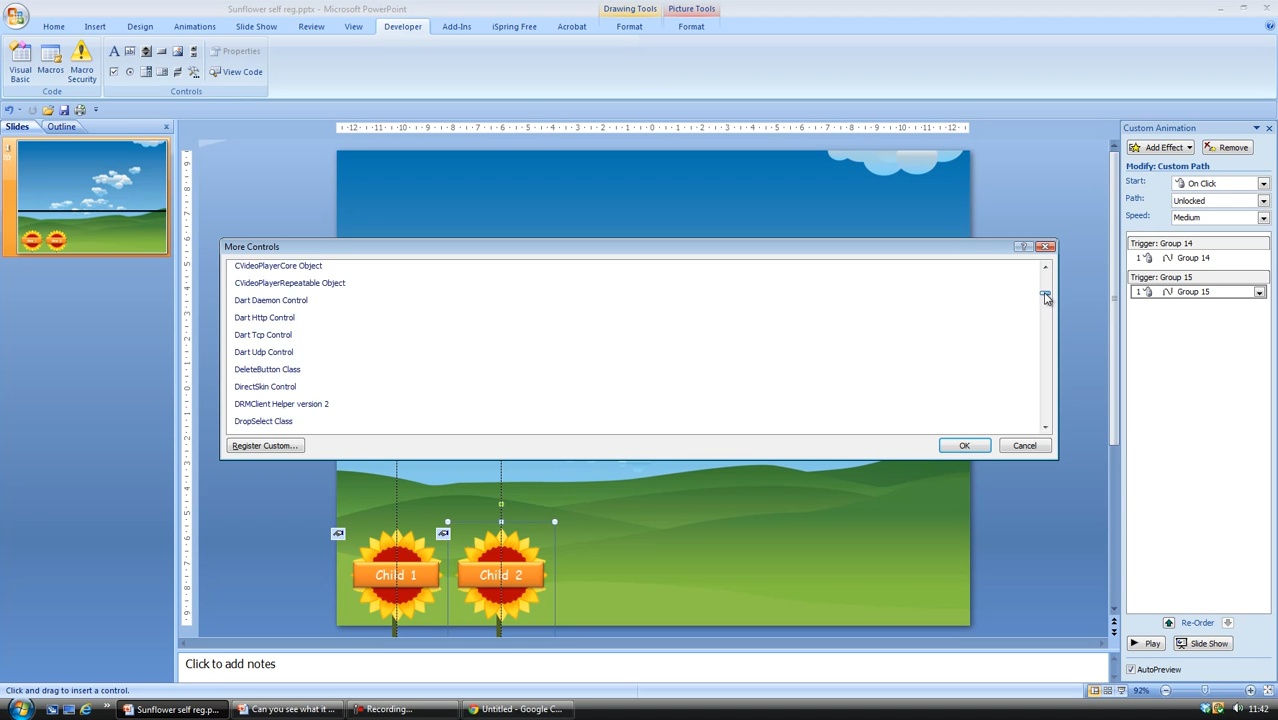 Sunflower self reg.pptx - Microsoft PowerPoint
Drawing Tools
Picture Tools
Home
Insert
Design
Animations
Slide Show
Review
View
Developer
Add-Ins
iSpring Free
Acrobat
Format
Format
Visual Basic
Macros
Macro Security
Properties
View Code
Code
Controls
Slides
Outline
1
Custom Animation
Add Effect
Remove
Modify: Custom Path
Start:
On Click
Path:
Unlocked
Speed:
Medium
Trigger: Group 14
1 Group 14
Trigger: Group 15
1 Group 15
More Controls
CVideoPlayerCore Object
CVideoPlayerRepeatable Object
Dart Daemon Control
Dart Http Control
Dart Tcp Control
Dart Udp Control
DeleteButton Class
DirectSkin Control
DRMClient Helper version 2
DropSelect Class
Register Custom...
OK
Cancel
Child 1
Child 2
Re-Order
Play
Slide Show
AutoPreview
Click to add notes
Click and drag to insert a control.
92%
Sunflower self reg.p...
Can you see what it ...
Recording...
Untitled - Google C...
11:42